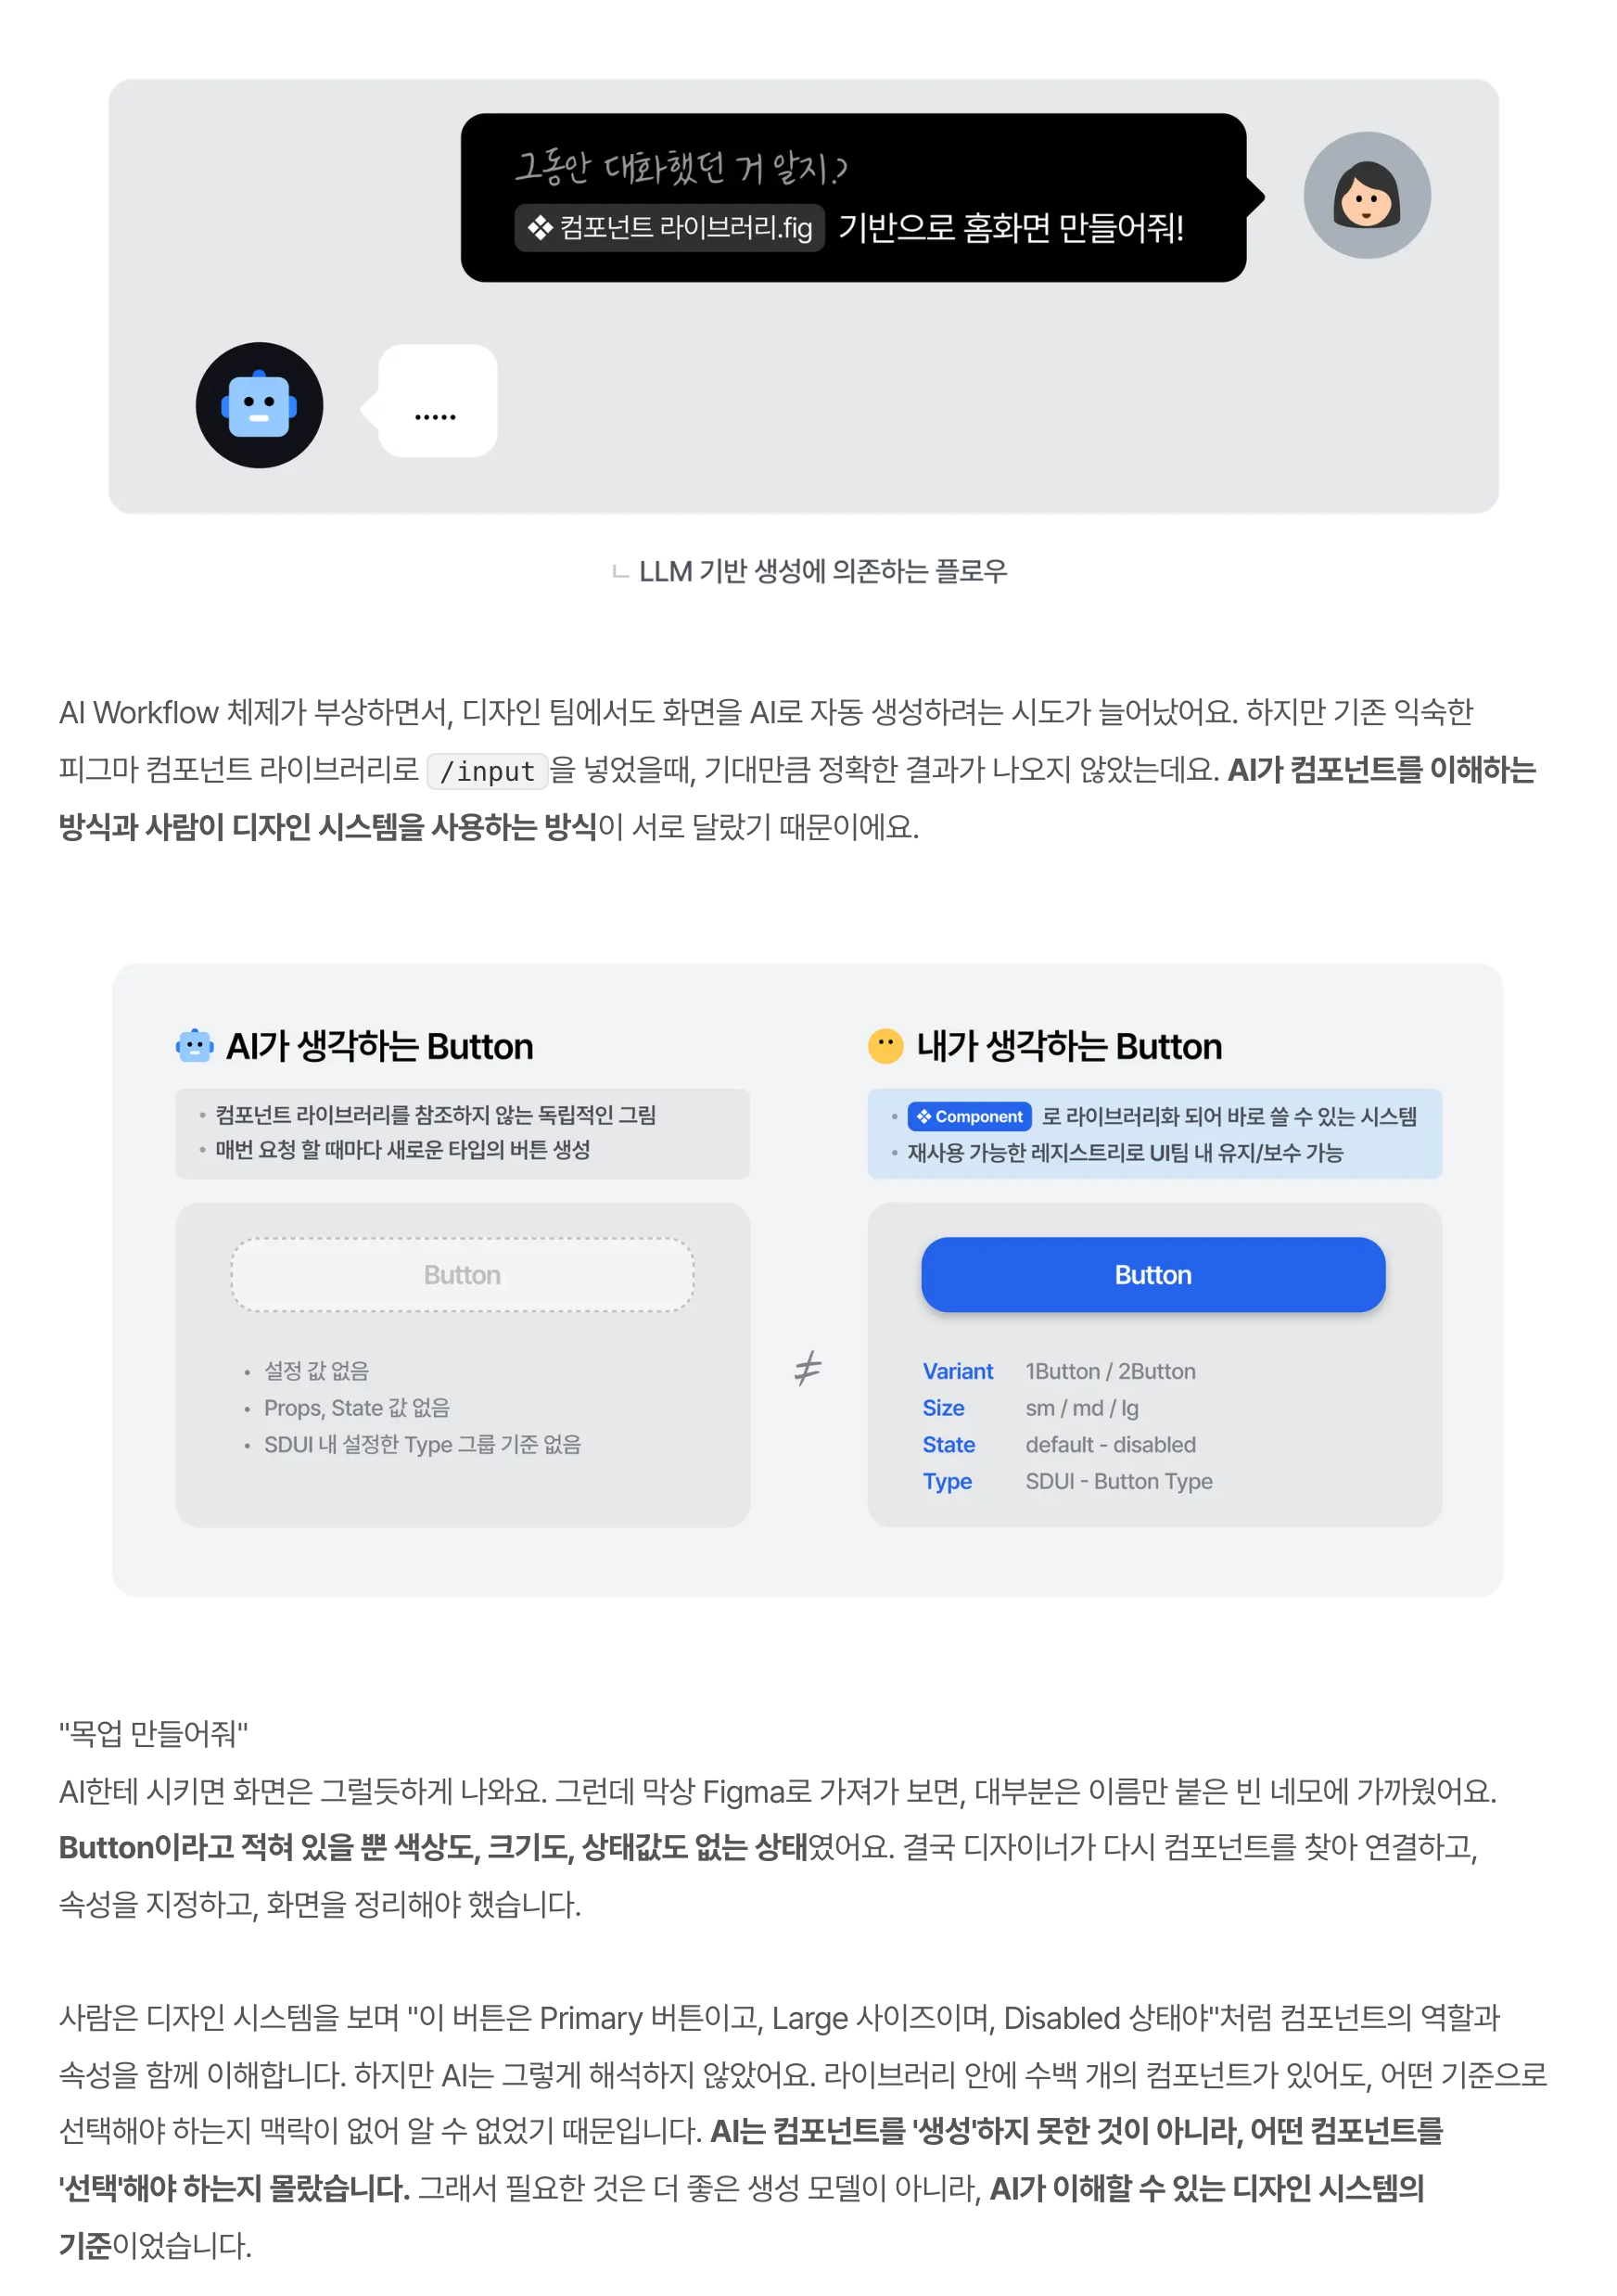 그동안 대화했던 거 알지?
컴포넌트 라이브러리.fig 기반으로 홈화면 만들어줘!
.....
ㄴ LLM 기반 생성에 의존하는 플로우
AI Workflow 체제가 부상하면서, 디자인 팀에서도 화면을 AI로 자동 생성하려는 시도가 늘어났어요. 하지만 기존 익숙한
피그마 컴포넌트 라이브러리로 /input을 넣었을때, 기대만큼 정확한 결과가 나오지 않았는데요. AI가 컴포넌트를 이해하는
방식과 사람이 디자인 시스템을 사용하는 방식이 서로 달랐기 때문이에요.
AI가 생각하는 Button
• 컴포넌트 라이브러리를 참조하지 않는 독립적인 그림
• 매번 요청 할 때마다 새로운 타입의 버튼 생성
Button
• 설정 값 없음
• Props, State 값 없음
• SDUI 내 설정한 Type 그룹 기준 없음
≠
내가 생각하는 Button
• Component 로 라이브러리화 되어 바로 쓸 수 있는 시스템
• 재사용 가능한 레지스트리로 UI팀 내 유지/보수 가능
Button
Variant 1Button / 2Button
Size sm / md / lg
State default - disabled
Type SDUI - Button Type
"목업 만들어줘"
AI한테 시키면 화면은 그럴듯하게 나와요. 그런데 막상 Figma로 가져가 보면, 대부분은 이름만 붙은 빈 네모에 가까웠어요.
Button이라고 적혀 있을 뿐 색상도, 크기도, 상태값도 없는 상태였어요. 결국 디자이너가 다시 컴포넌트를 찾아 연결하고,
속성을 지정하고, 화면을 정리해야 했습니다.
사람은 디자인 시스템을 보며 "이 버튼은 Primary 버튼이고, Large 사이즈이며, Disabled 상태야"처럼 컴포넌트의 역할과
속성을 함께 이해합니다. 하지만 AI는 그렇게 해석하지 않았어요. 라이브러리 안에 수백 개의 컴포넌트가 있어도, 어떤 기준으로
선택해야 하는지 맥락이 없어 알 수 없었기 때문입니다. AI는 컴포넌트를 '생성'하지 못한 것이 아니라, 어떤 컴포넌트를
'선택'해야 하는지 몰랐습니다. 그래서 필요한 것은 더 좋은 생성 모델이 아니라, AI가 이해할 수 있는 디자인 시스템의
기준이었습니다.